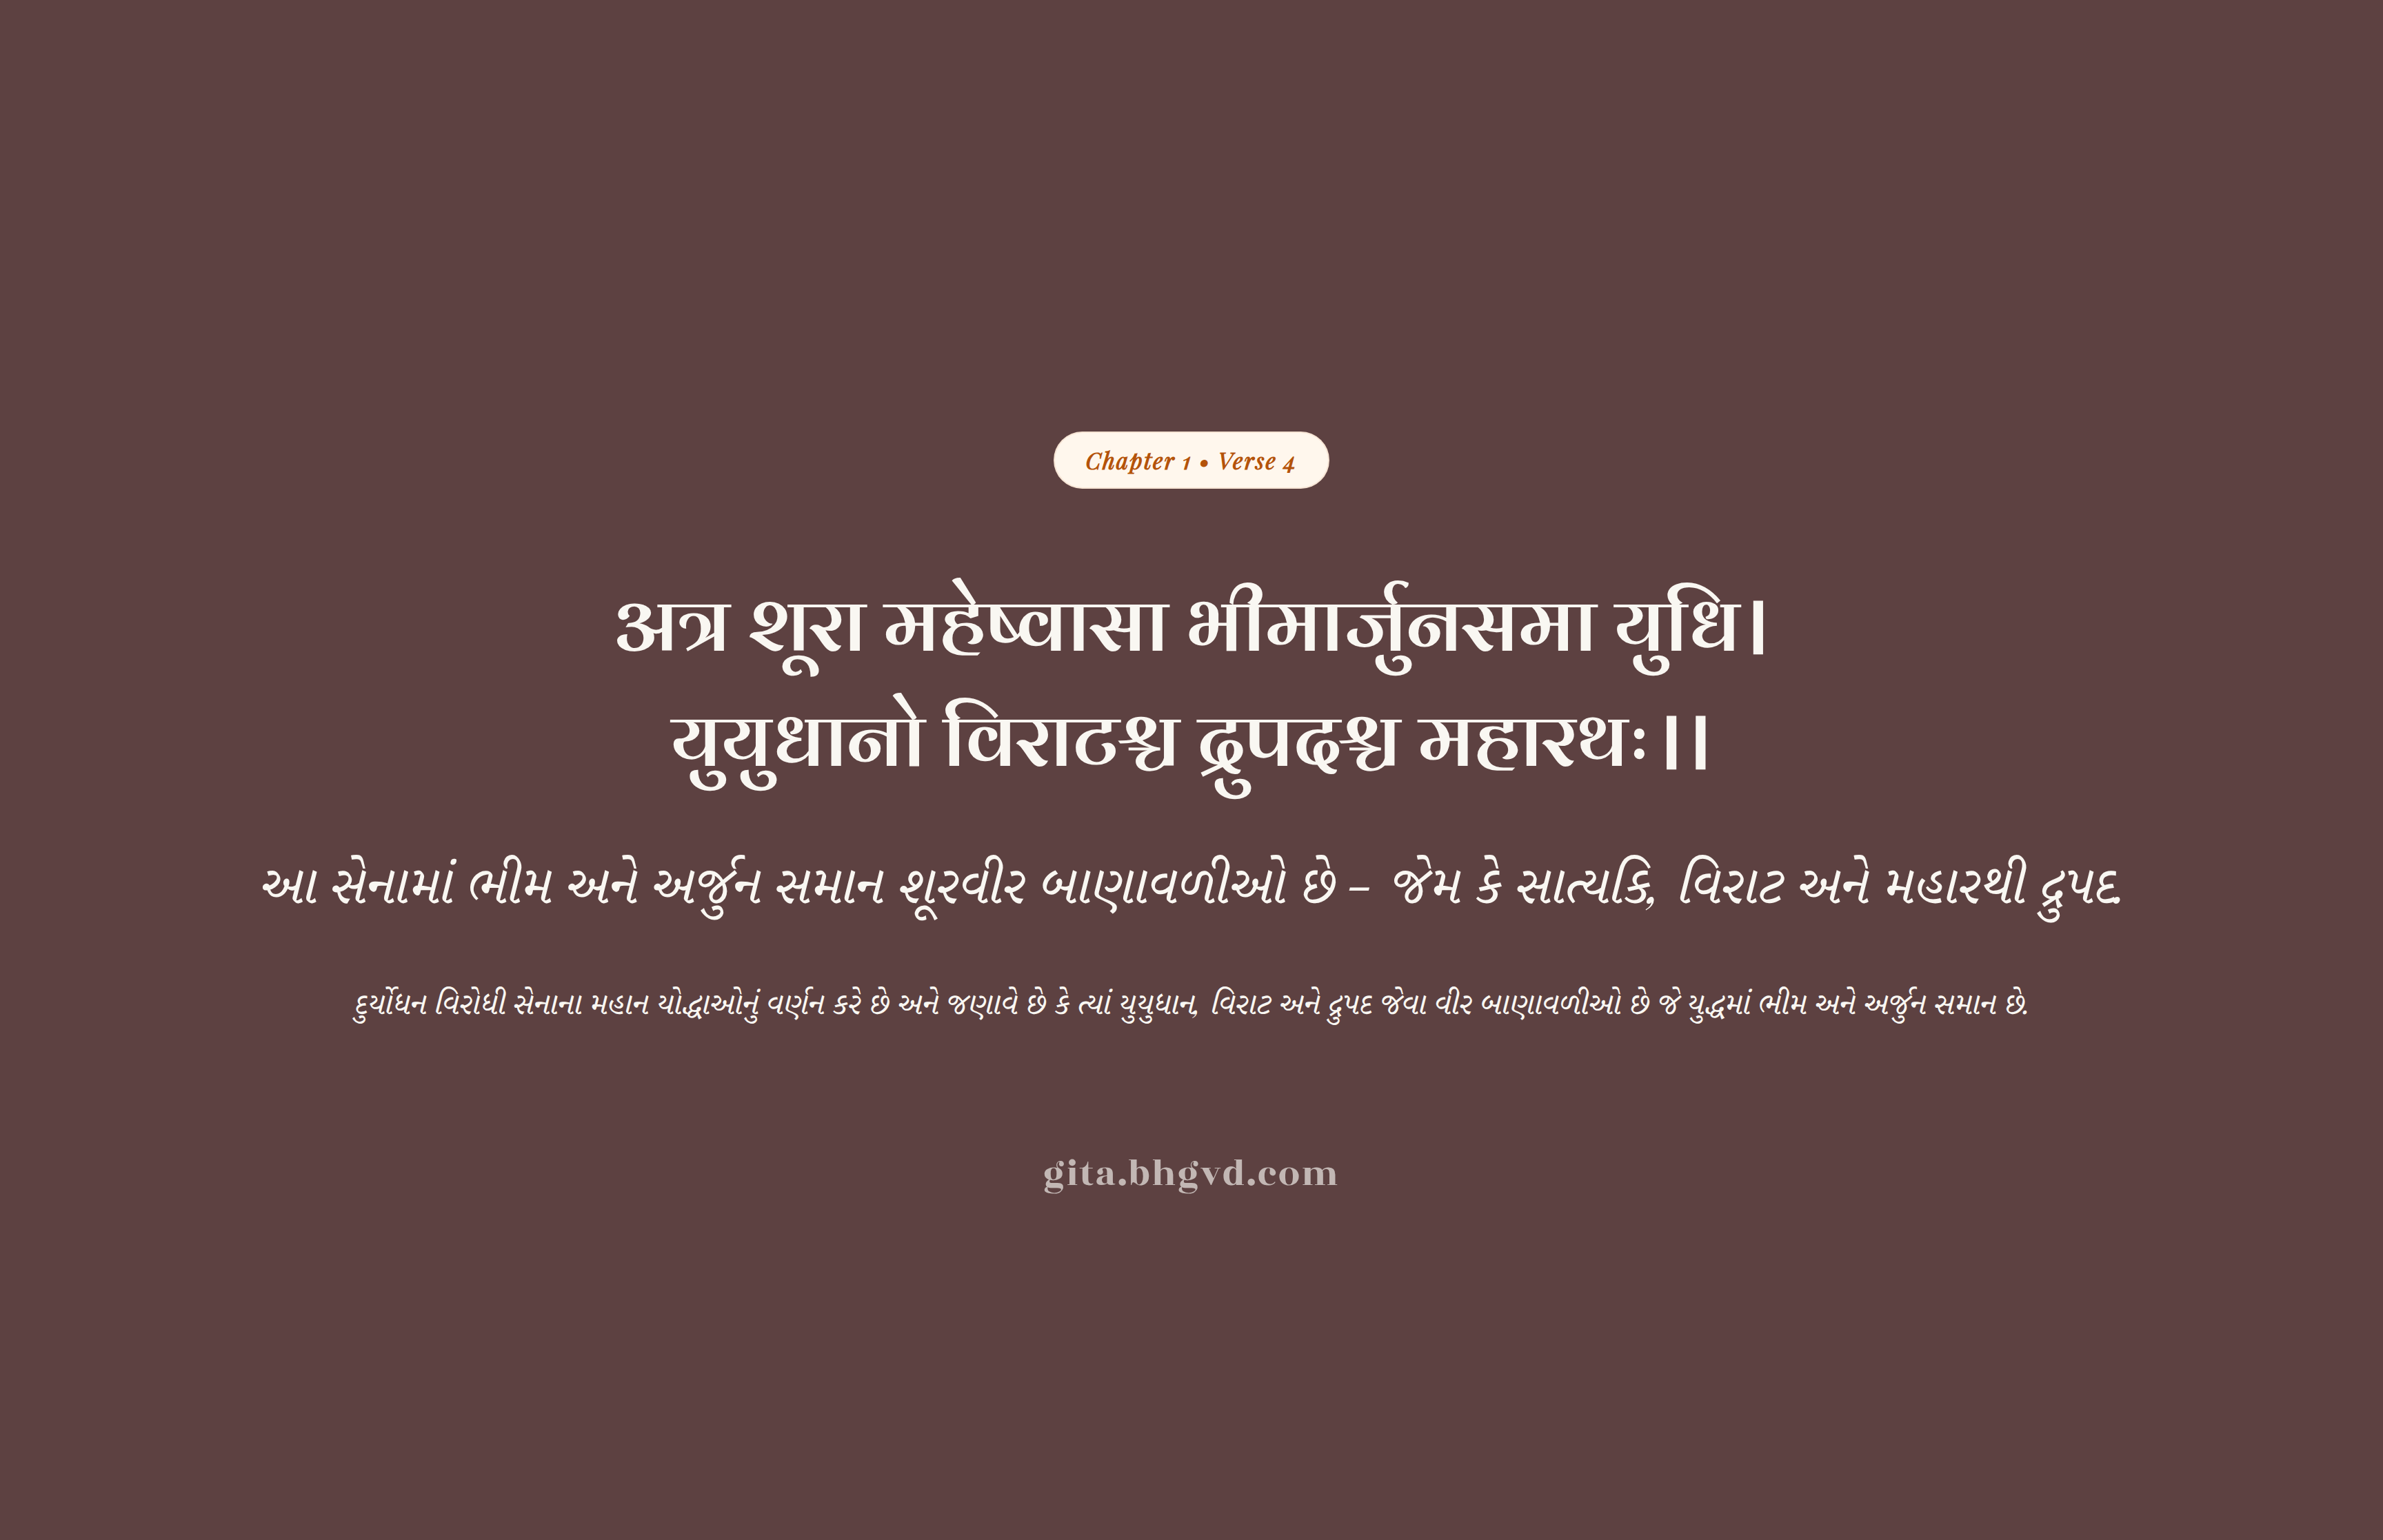 Chapter 1 • Verse 4
अत्र शूरा महेष्वासा भीमार्जुनसमा युधि।
युयुधानो विराटश्च द्रुपदश्च महारथः॥
આ સેનામાં ભીમ અને અર્જુન સમાન શૂરવીર બાણાવળીઓ છે – જેમ કે સાત્યકિ, વિરાટ અને મહારથી દ્રુપદ.
દુર્યોધન વિરોધી સેનાના મહાન યોદ્ધાઓનું વર્ણન કરે છે અને જણાવે છે કે ત્યાં યુયુધાન, વિરાટ અને દ્રુપદ જેવા વીર બાણાવળીઓ છે જે યુદ્ધમાં ભીમ અને અર્જુન સમાન છે.
gita.bhgvd.com